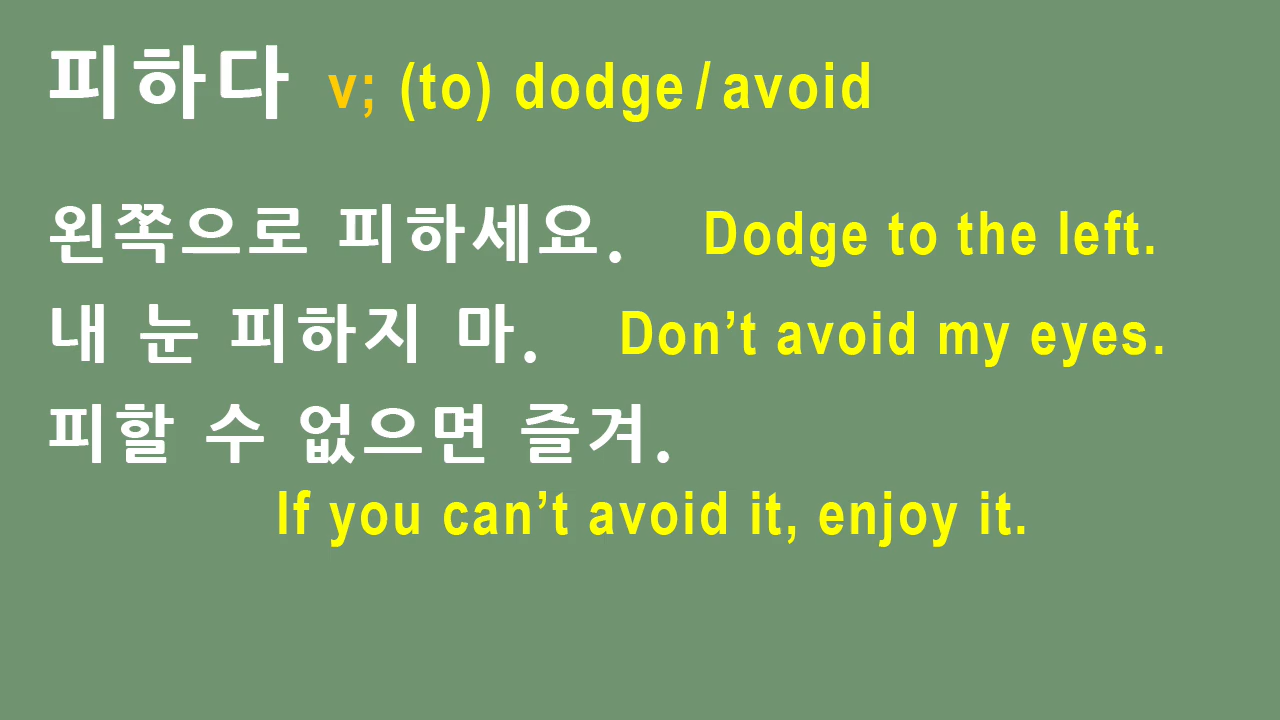 피하다 v; (to) dodge / avoid
왼쪽으로 피하세요. Dodge to the left.
내 눈 피하지 마. Don’t avoid my eyes.
피할 수 없으면 즐겨.
If you can’t avoid it, enjoy it.